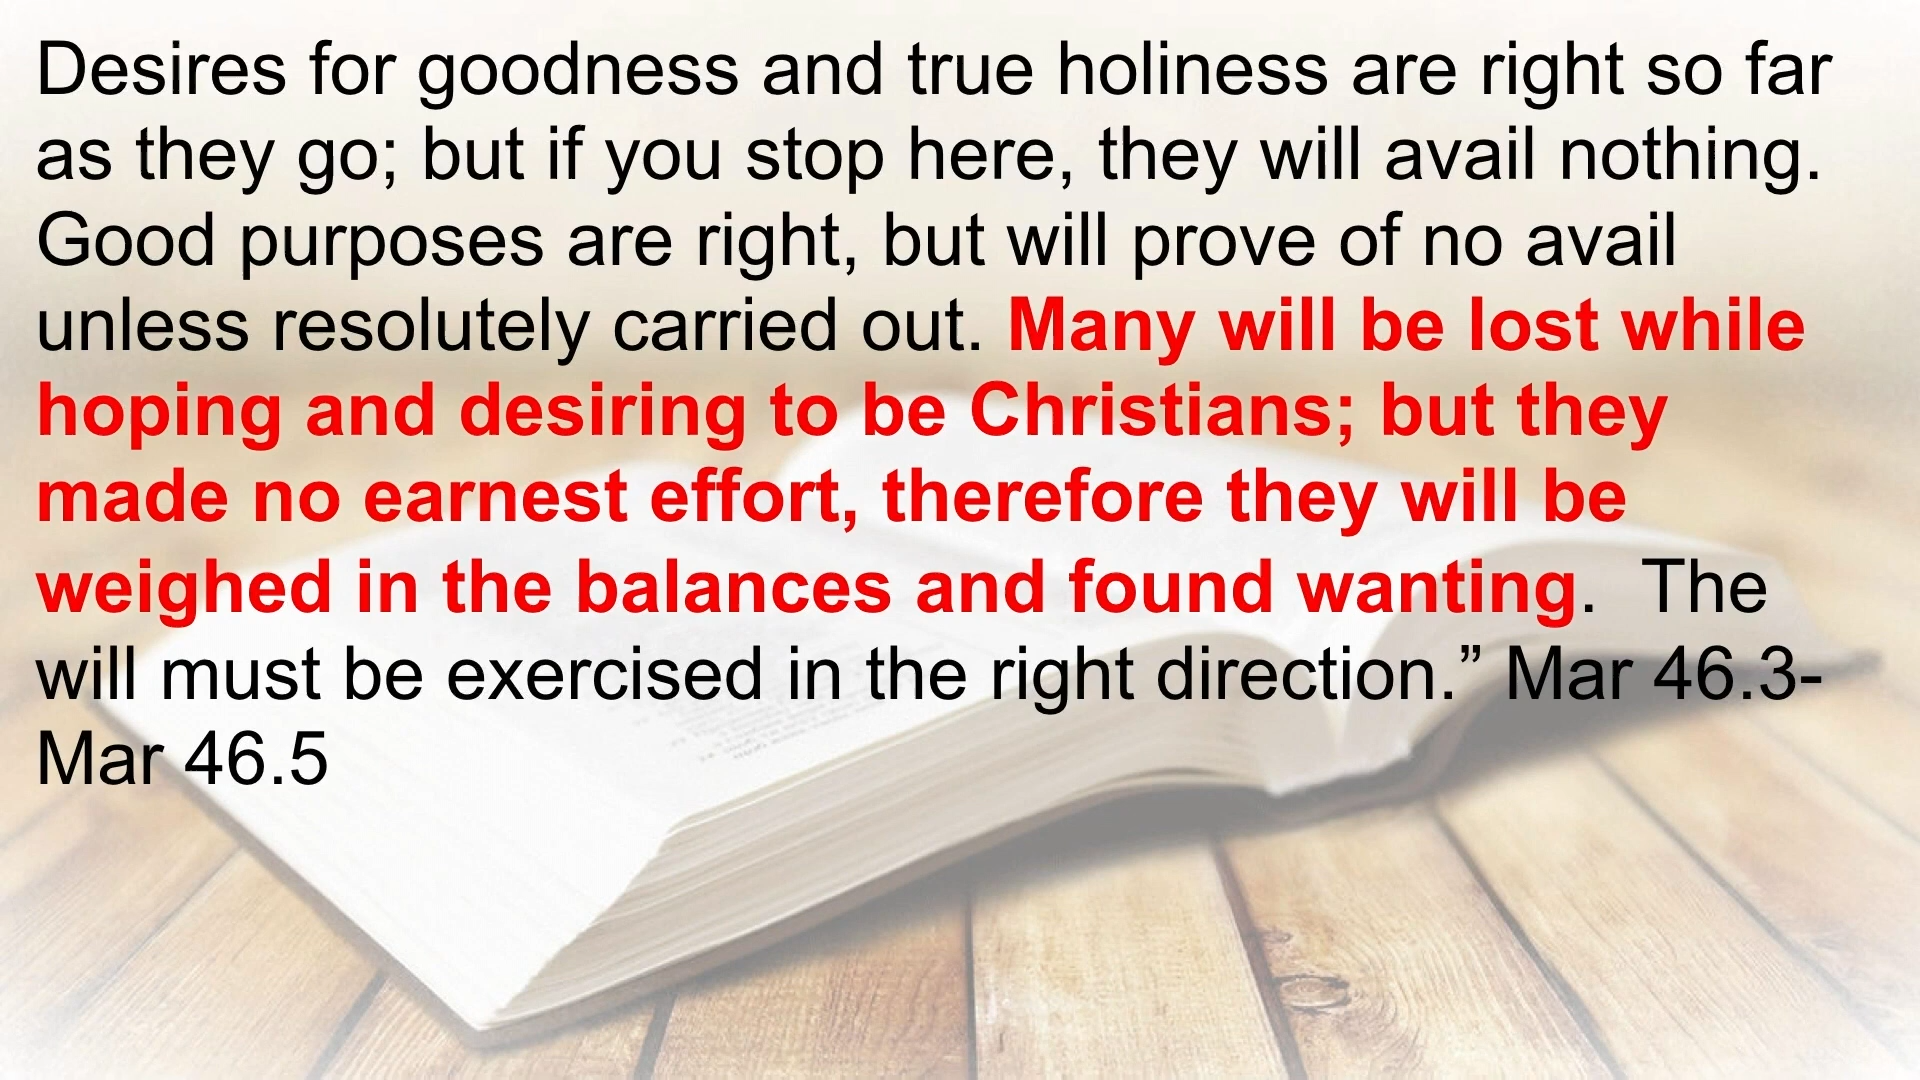 Desires for goodness and true holiness are right so far
as they go; but if you stop here, they will avail nothing.
Good purposes are right, but will prove of no avail
unless resolutely carried out. Many will be lost while
hoping and desiring to be Christians; but they
made no earnest effort, therefore they will be
weighed in the balances and found wanting.  The
will must be exercised in the right direction.” Mar 46.3-
Mar 46.5